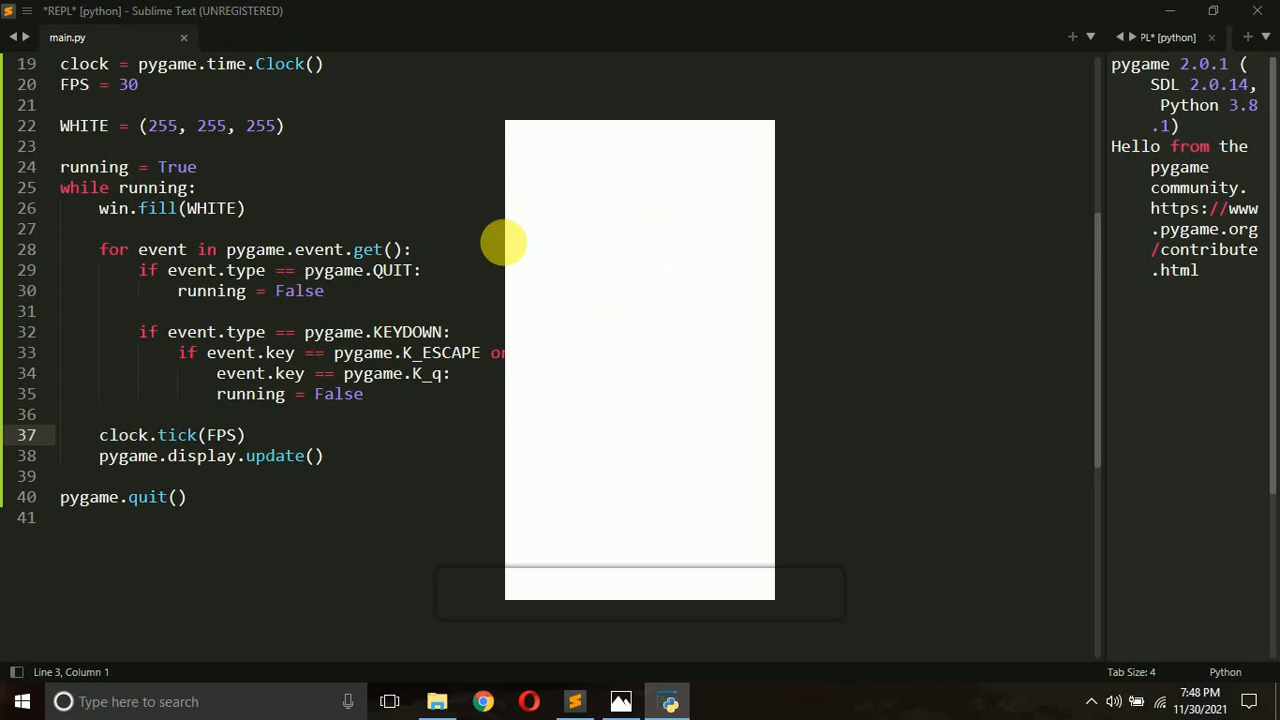 *REPL* [python] - Sublime Text (UNREGISTERED)
main.py
PL* [python]
19 clock = pygame.time.Clock()
20 FPS = 30
21
22 WHITE = (255, 255, 255)
23
24 running = True
25 while running:
26 win.fill(WHITE)
27
28 for event in pygame.event.get():
29 if event.type == pygame.QUIT:
30 running = False
31
32 if event.type == pygame.KEYDOWN:
33 if event.key == pygame.K_ESCAPE or
34 event.key == pygame.K_q:
35 running = False
36
37 clock.tick(FPS)
38 pygame.display.update()
39
40 pygame.quit()
41
pygame 2.0.1 (
SDL 2.0.14,
Python 3.8
.1)
Hello from the
pygame
community.
https://www
.pygame.org
/contribute
.html
Line 3, Column 1
Tab Size: 4
Python
Type here to search
7:48 PM
11/30/2021